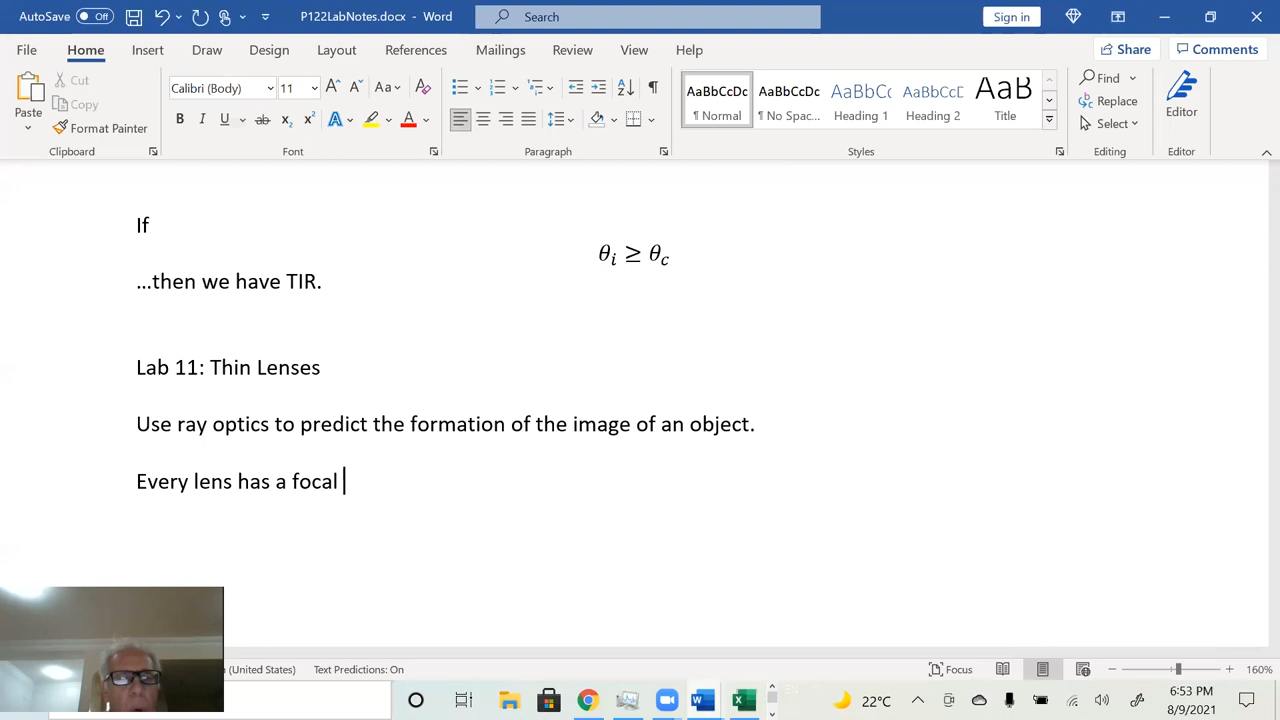 AutoSave Off P122LabNotes.docx - Word Search Sign in
File Home Insert Draw Design Layout References Mailings Review View Help Share Comments
Paste Cut Copy Format Painter Calibri (Body) 11 AaBbCcDc AaBbCcDc AaBbCc AaBbCcD AaB Find Replace Select Editor
¶ Normal ¶ No Spac... Heading 1 Heading 2 Title
Clipboard Font Paragraph Styles Editing Editor
If
θi ≥ θc
...then we have TIR.
Lab 11: Thin Lenses
Use ray optics to predict the formation of the image of an object.
Every lens has a focal
(United States) Text Predictions: On Focus 160%
22°C 6:53 PM
8/9/2021